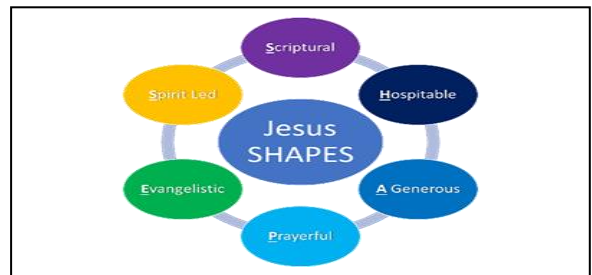 Scriptural
Hospitable
A Generous
Prayerful
Evangelistic
Spirit Led
Jesus
SHAPES